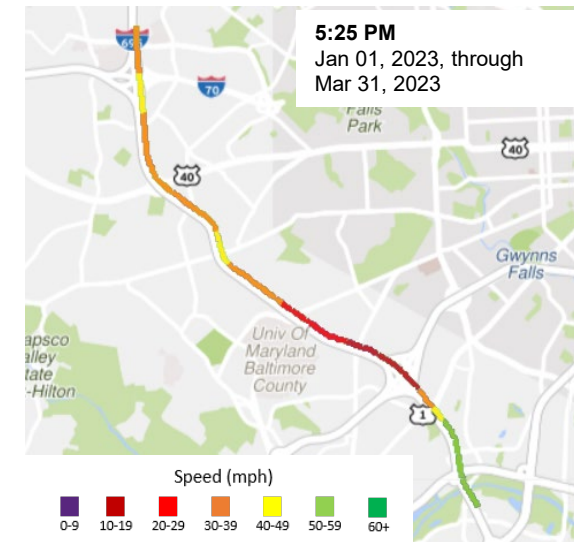 5:25 PM
Jan 01, 2023, through
Mar 31, 2023
70
Falls
Park
40
40
Gwynns
Falls
Univ Of
Maryland
Baltimore
County
apsco
alley
tate
-Hilton
1
Speed (mph)
0-9 10-19 20-29 30-39 40-49 50-59 60+